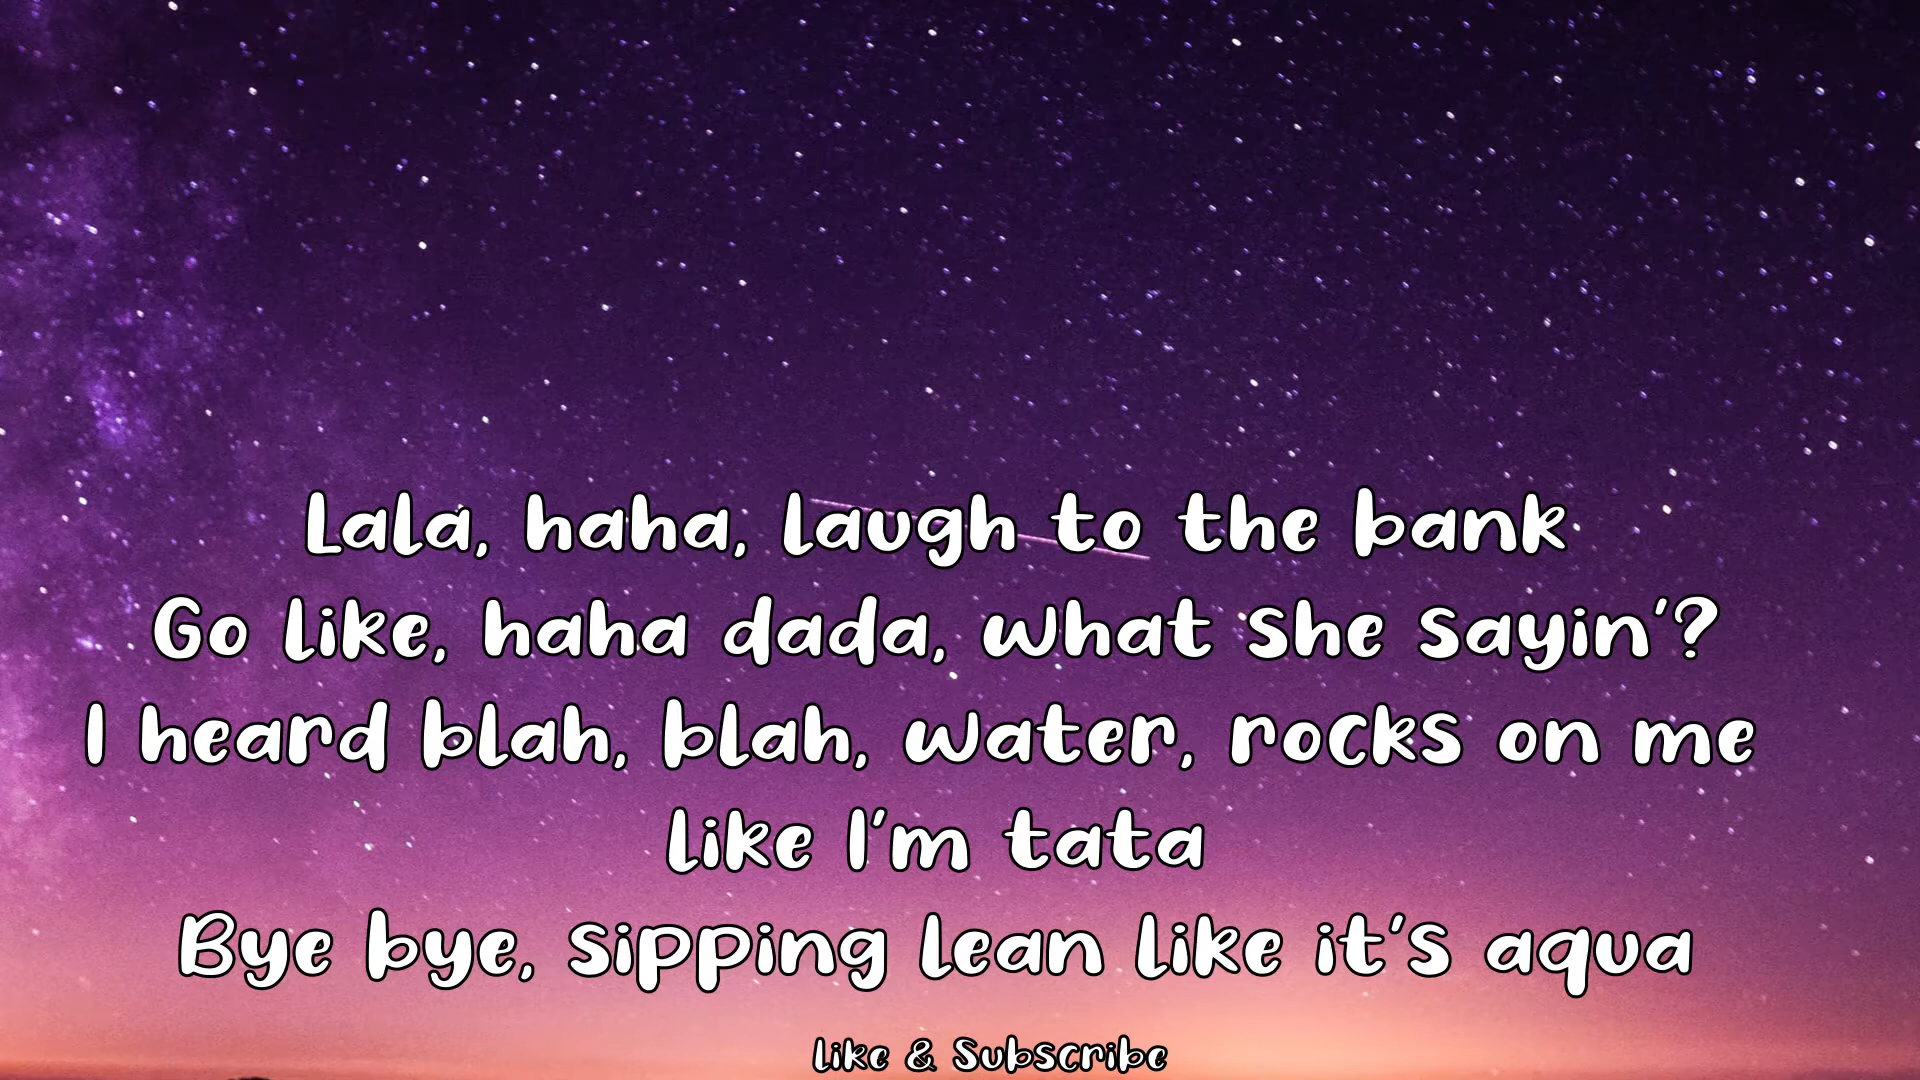 Lala, haha, laugh to the bank
Go like, haha dada, what she sayin'?
I heard blah, blah, water, rocks on me
like I'm tata
Bye bye, sipping lean like it's aqua
Like & Subscribe